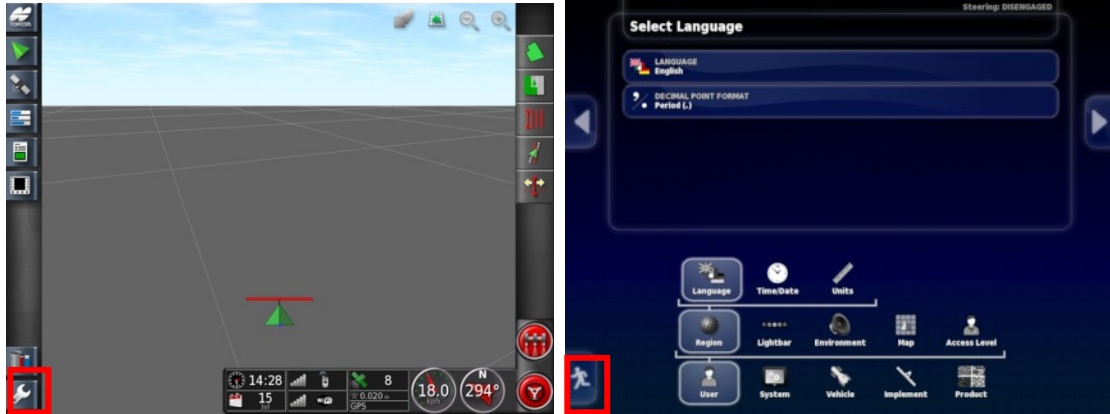 TOPCON
14:28
8
15
Jul
0.020 m
GPS
18.0
kph
N
294°
Steering: DISENGAGED
Select Language
LANGUAGE
English
DECIMAL POINT FORMAT
Period (.)
Language Time/Date Units
Region Lightbar Environment Map Access Level
User System Vehicle Implement Product